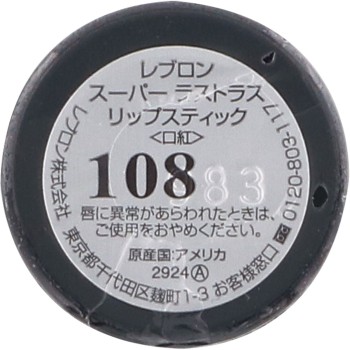 レブロン
スーパー ラストラス
リップスティック
<口紅>
108
983
唇に異常があらわれたときは、
ご使用をおやめください。
原産国:アメリカ
2924Ⓐ
レブロン株式会社 東京都千代田区麹町1-3 お客様窓口 0120-803-117